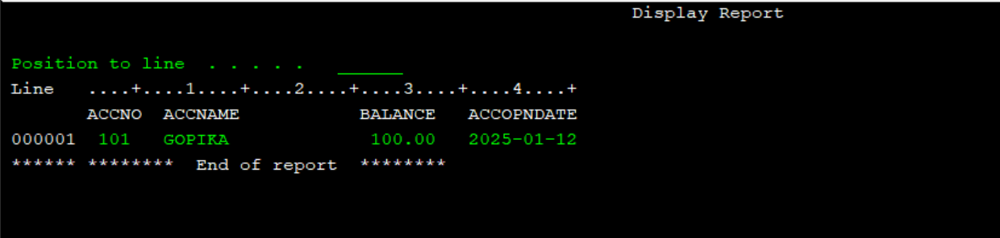 Display Report
Position to line . . . . .
Line ....+....1....+....2....+....3....+....4....+
ACCNO ACCNAME BALANCE ACCOPNDATE
000001 101 GOPIKA 100.00 2025-01-12
****** ******** End of report ********